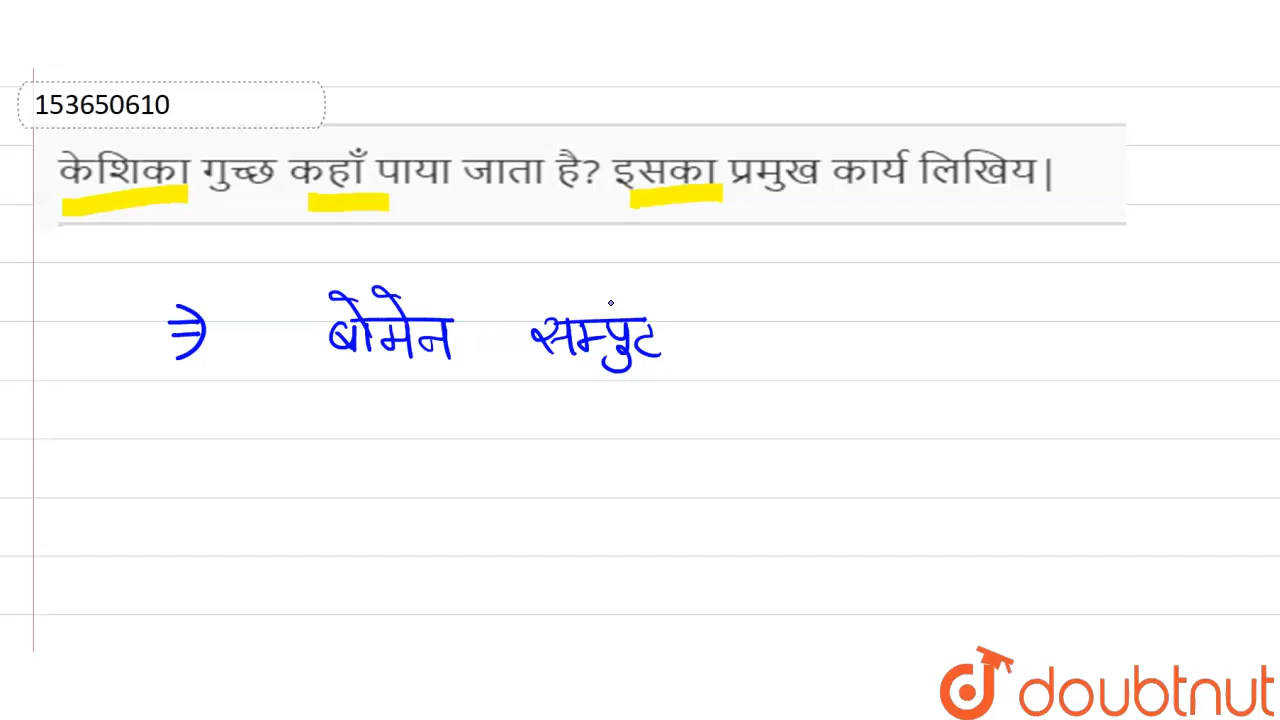 153650610
केशिका गुच्छ कहाँ पाया जाता है? इसका प्रमुख कार्य लिखिय|
⇒ बोमेन सम्पुट
doubtnut